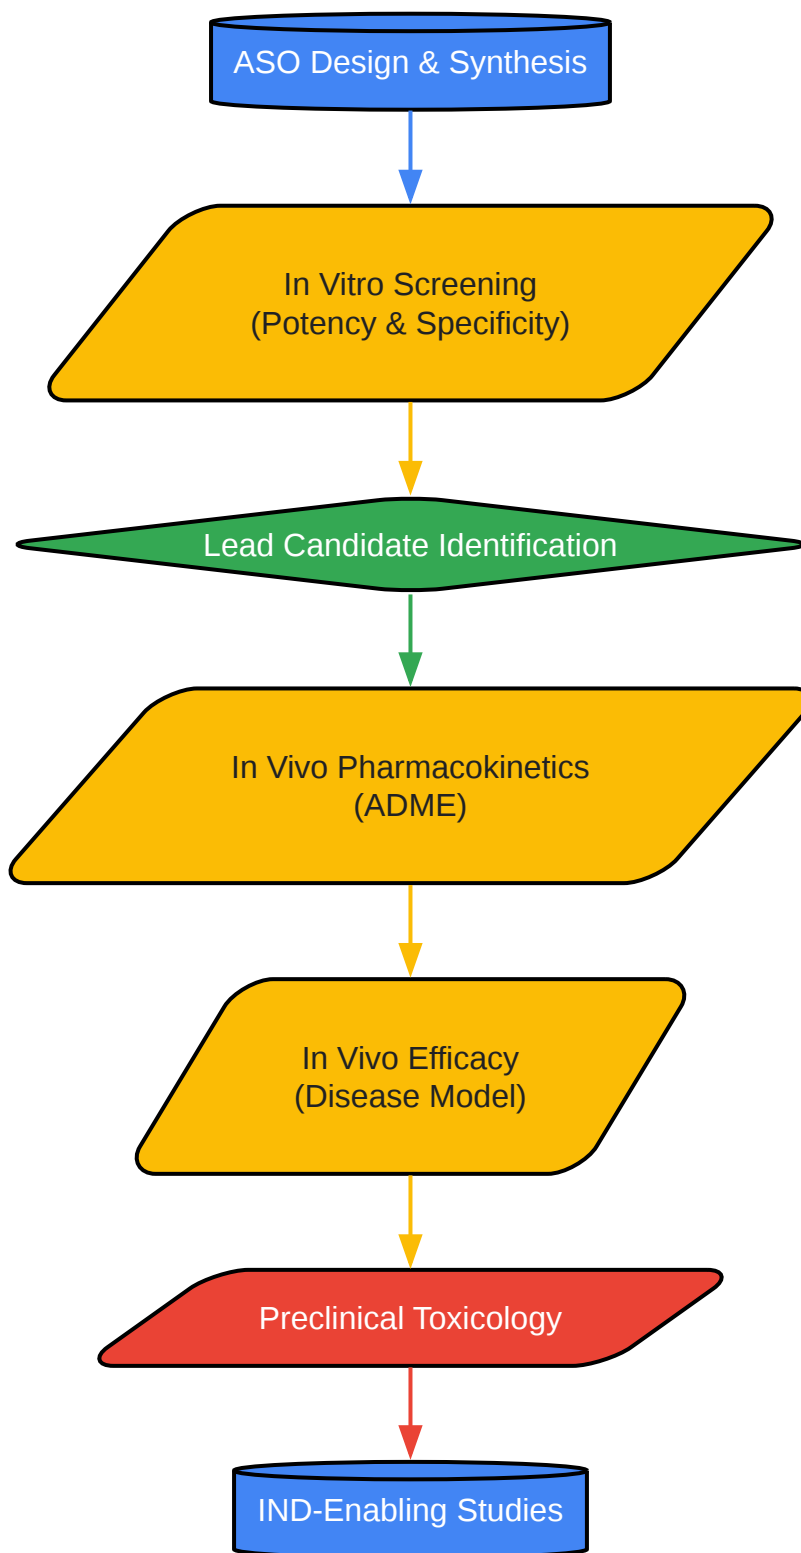 ASO Design & Synthesis
In Vitro Screening
(Potency & Specificity)
Lead Candidate Identification
In Vivo Pharmacokinetics
(ADME)
In Vivo Efficacy
(Disease Model)
Preclinical Toxicology
IND-Enabling Studies